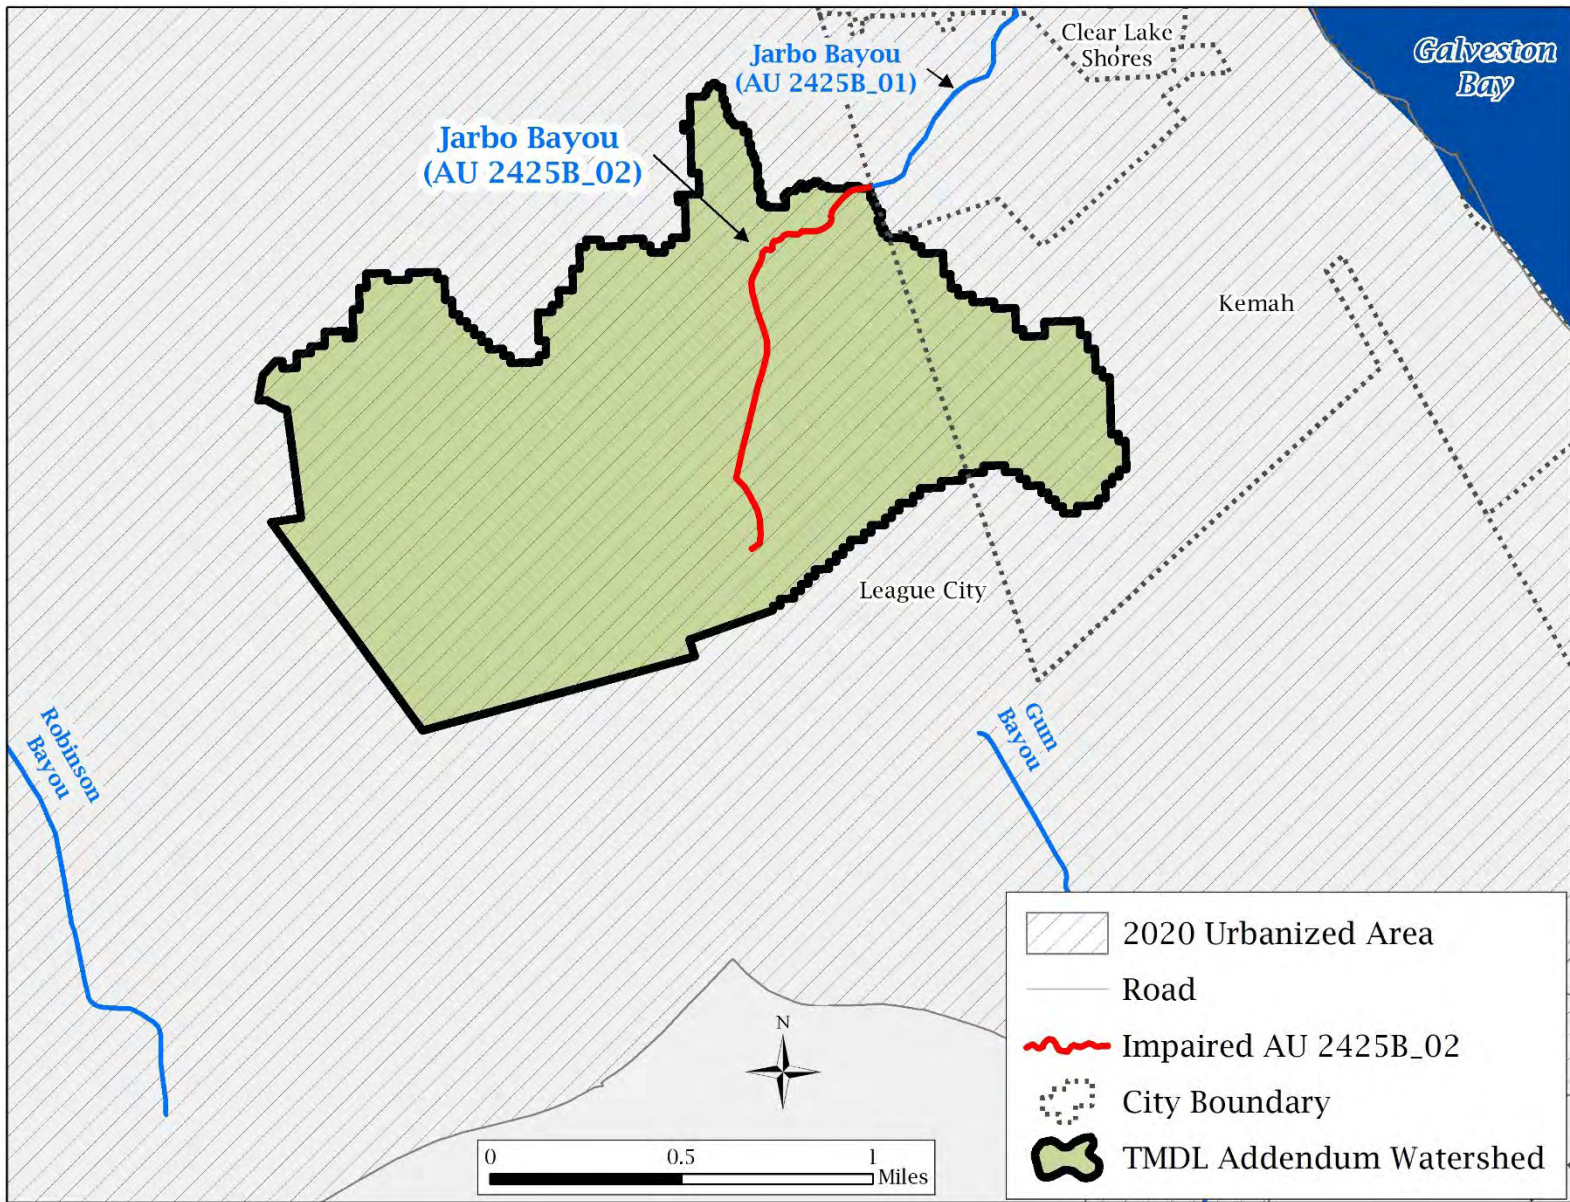 Clear Lake
Shores
Galveston
Bay
Jarbo Bayou
(AU 2425B_01)
Jarbo Bayou
(AU 2425B_02)
Kemah
League City
Robinson
Bayou
Gum
Bayou
2020 Urbanized Area
Road
Impaired AU 2425B_02
City Boundary
TMDL Addendum Watershed
N
0 0.5 1
Miles